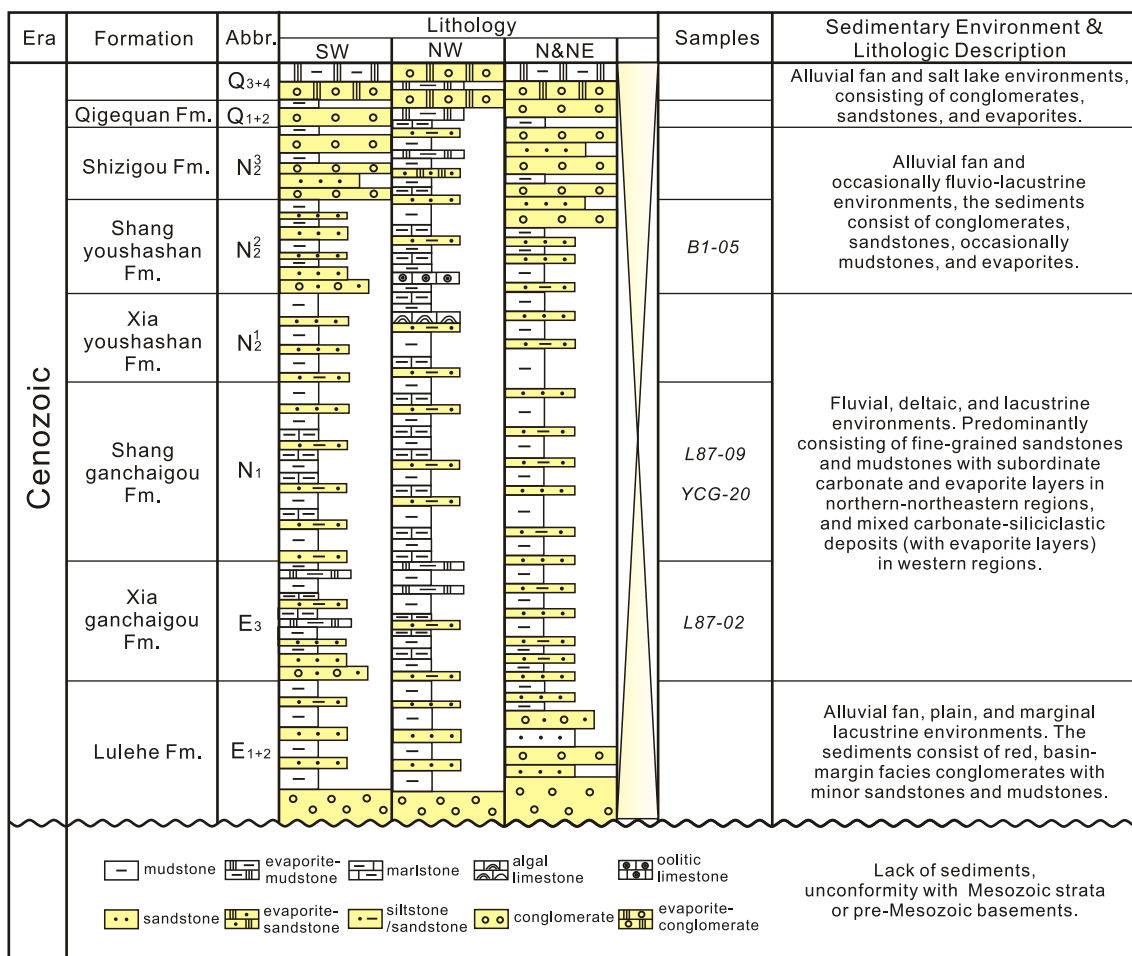 Era
Formation
Abbr.
Lithology
SW
NW
N&NE
Samples
Sedimentary Environment &
Lithologic Description
Cenozoic
Q3+4
Alluvial fan and salt lake environments,
consisting of conglomerates,
sandstones, and evaporites.
Qigequan Fm.
Q1+2
Shizigou Fm.
N2^3
Alluvial fan and
occasionally fluvio-lacustrine
environments, the sediments
consist of conglomerates,
sandstones, occasionally
mudstones, and evaporites.
Shang
youshashan
Fm.
N2^2
B1-05
Xia
youshashan
Fm.
N2^1
Shang
ganchaigou
Fm.
N1
L87-09
YCG-20
Fluvial, deltaic, and lacustrine
environments. Predominantly
consisting of fine-grained sandstones
and mudstones with subordinate
carbonate and evaporite layers in
northern-northeastern regions,
and mixed carbonate-siliciclastic
deposits (with evaporite layers)
in western regions.
Xia
ganchaigou
Fm.
E3
L87-02
Lulehe Fm.
E1+2
Alluvial fan, plain, and marginal
lacustrine environments. The
sediments consist of red, basin-
margin facies conglomerates with
minor sandstones and mudstones.
mudstone
evaporite-
mudstone
marlstone
algal
limestone
oolitic
limestone
sandstone
evaporite-
sandstone
siltstone
/sandstone
conglomerate
evaporite-
conglomerate
Lack of sediments,
unconformity with Mesozoic strata
or pre-Mesozoic basements.